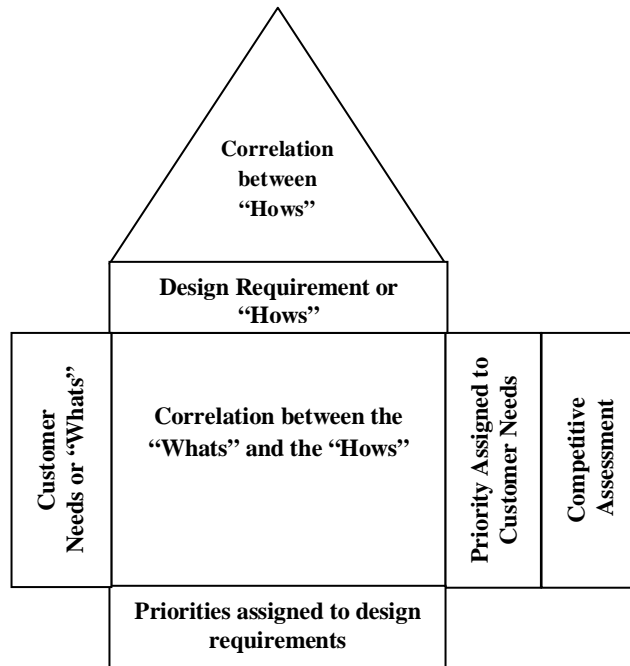 Correlation
between
“Hows”
Design Requirement or
“Hows”
Customer
Needs or “Whats”
Correlation between the
“Whats” and the “Hows”
Priority Assigned to
Customer Needs
Competitive
Assessment
Priorities assigned to design
requirements